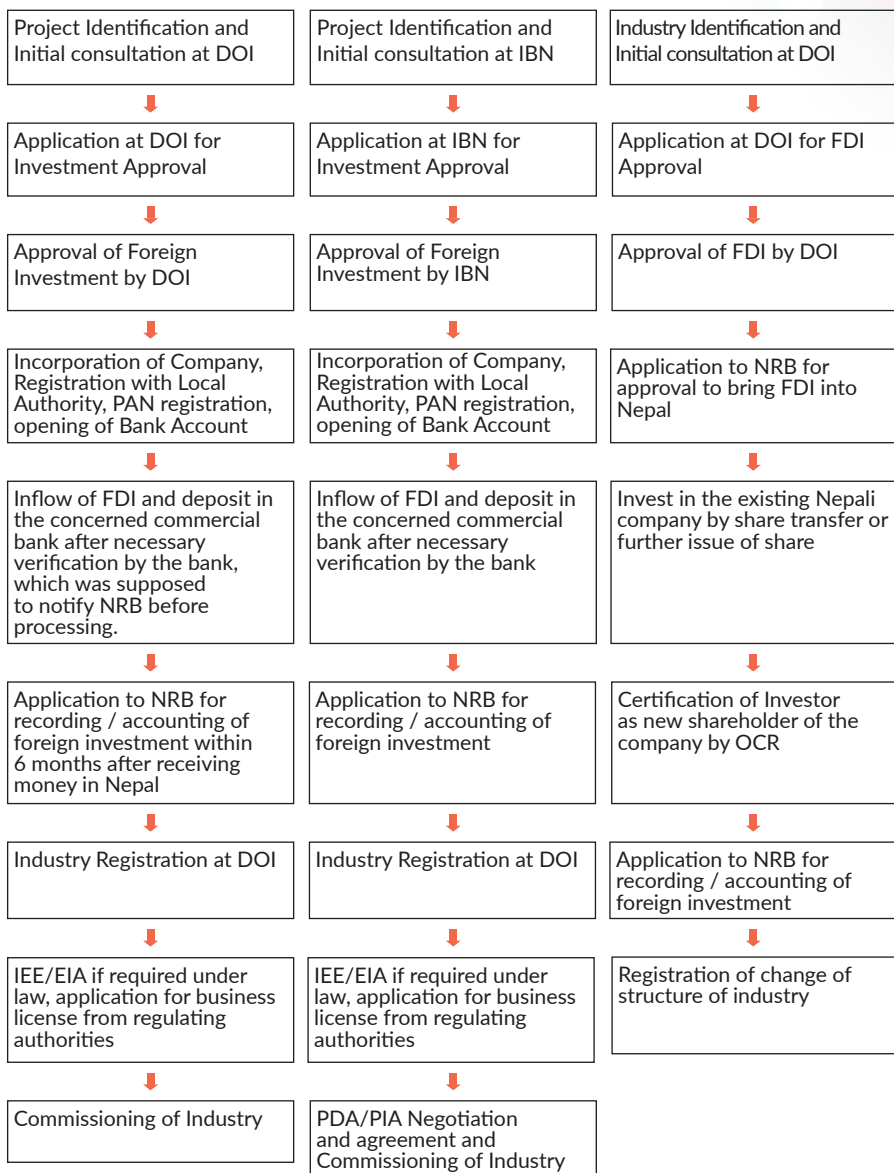 Project Identification and
Initial consultation at DOI
Application at DOI for
Investment Approval
Approval of Foreign
Investment by DOI
Incorporation of Company,
Registration with Local
Authority, PAN registration,
opening of Bank Account
Inflow of FDI and deposit in
the concerned commercial
bank after necessary
verification by the bank,
which was supposed
to notify NRB before
processing.
Application to NRB for
recording / accounting of
foreign investment within
6 months after receiving
money in Nepal
Industry Registration at DOI
IEE/EIA if required under
law, application for business
license from regulating
authorities
Commissioning of Industry
Project Identification and
Initial consultation at IBN
Application at IBN for
Investment Approval
Approval of Foreign
Investment by IBN
Incorporation of Company,
Registration with Local
Authority, PAN registration,
opening of Bank Account
Inflow of FDI and deposit in
the concerned commercial
bank after necessary
verification by the bank
Application to NRB for
recording / accounting of
foreign investment
Industry Registration at DOI
IEE/EIA if required under
law, application for business
license from regulating
authorities
PDA/PIA Negotiation
and agreement and
Commissioning of Industry
Industry Identification and
Initial consultation at DOI
Application at DOI for FDI
Approval
Approval of FDI by DOI
Application to NRB for
approval to bring FDI into
Nepal
Invest in the existing Nepali
company by share transfer or
further issue of share
Certification of Investor
as new shareholder of the
company by OCR
Application to NRB for
recording / accounting of
foreign investment
Registration of change of
structure of industry